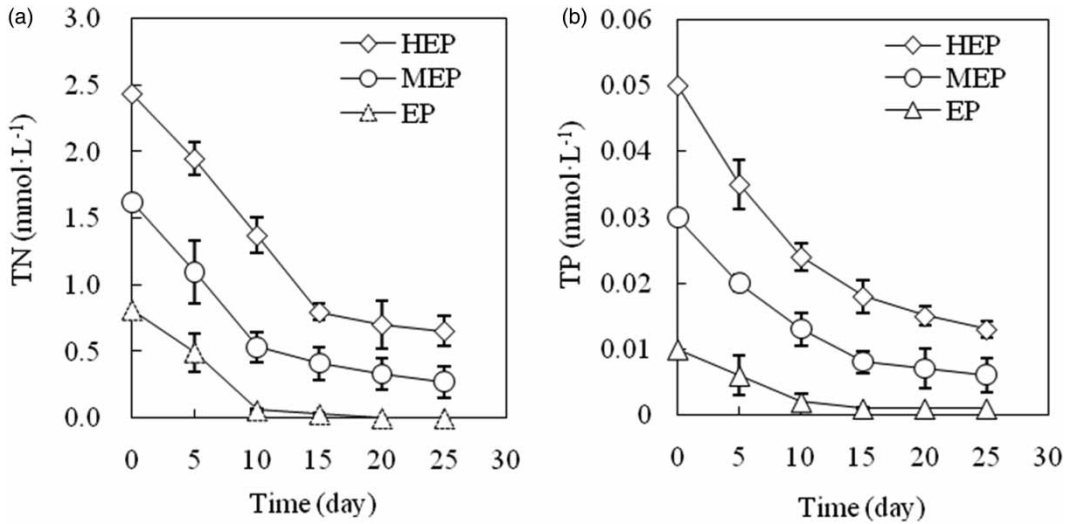 (a)
3.0
2.5
2.0
1.5
1.0
0.5
0.0
TN (mmol·L⁻¹)
HEP
MEP
EP
0 5 10 15 20 25 30
Time (day)
(b)
0.06
0.05
0.04
0.03
0.02
0.01
0
TP (mmol·L⁻¹)
HEP
MEP
EP
0 5 10 15 20 25 30
Time (day)